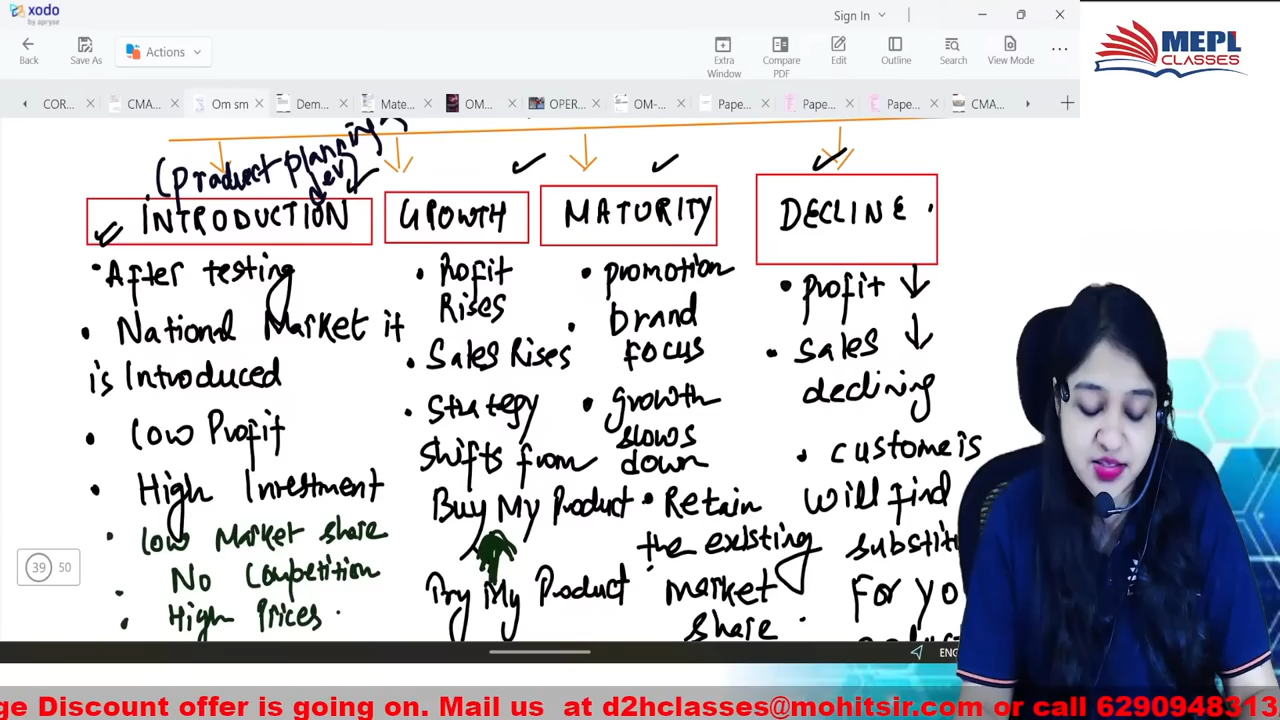 xodo
by apryse
Sign In
Back
Save As
Actions
Extra
Window
Compare
PDF
Edit
Outline
Search
View Mode
COR...
CMA...
Om sm
Dem...
Mate...
OM...
OPER...
OM-...
Pape...
Pape...
Pape...
CMA...
MEPL
CLASSES
(product planning
dev)
INTRODUCTION
• After testing
• National Market it
is Introduced
• Low Profit
• High Investment
• Low Market share
• No Competition
• High Prices
GROWTH
• Profit
Rises
• Sales Rises
• Strategy
shifts from
Buy My Product
Try My Product
MATURITY
• promotion
• brand
focus
• growth
slows
down
• Retain
the existing
market
share
DECLINE
• profit ↓
• Sales ↓
declining
• customers
will find
substit
For yo
39 50
ENG
ge Discount offer is going on. Mail us at d2hclasses@mohitsir.com or call 6290948313